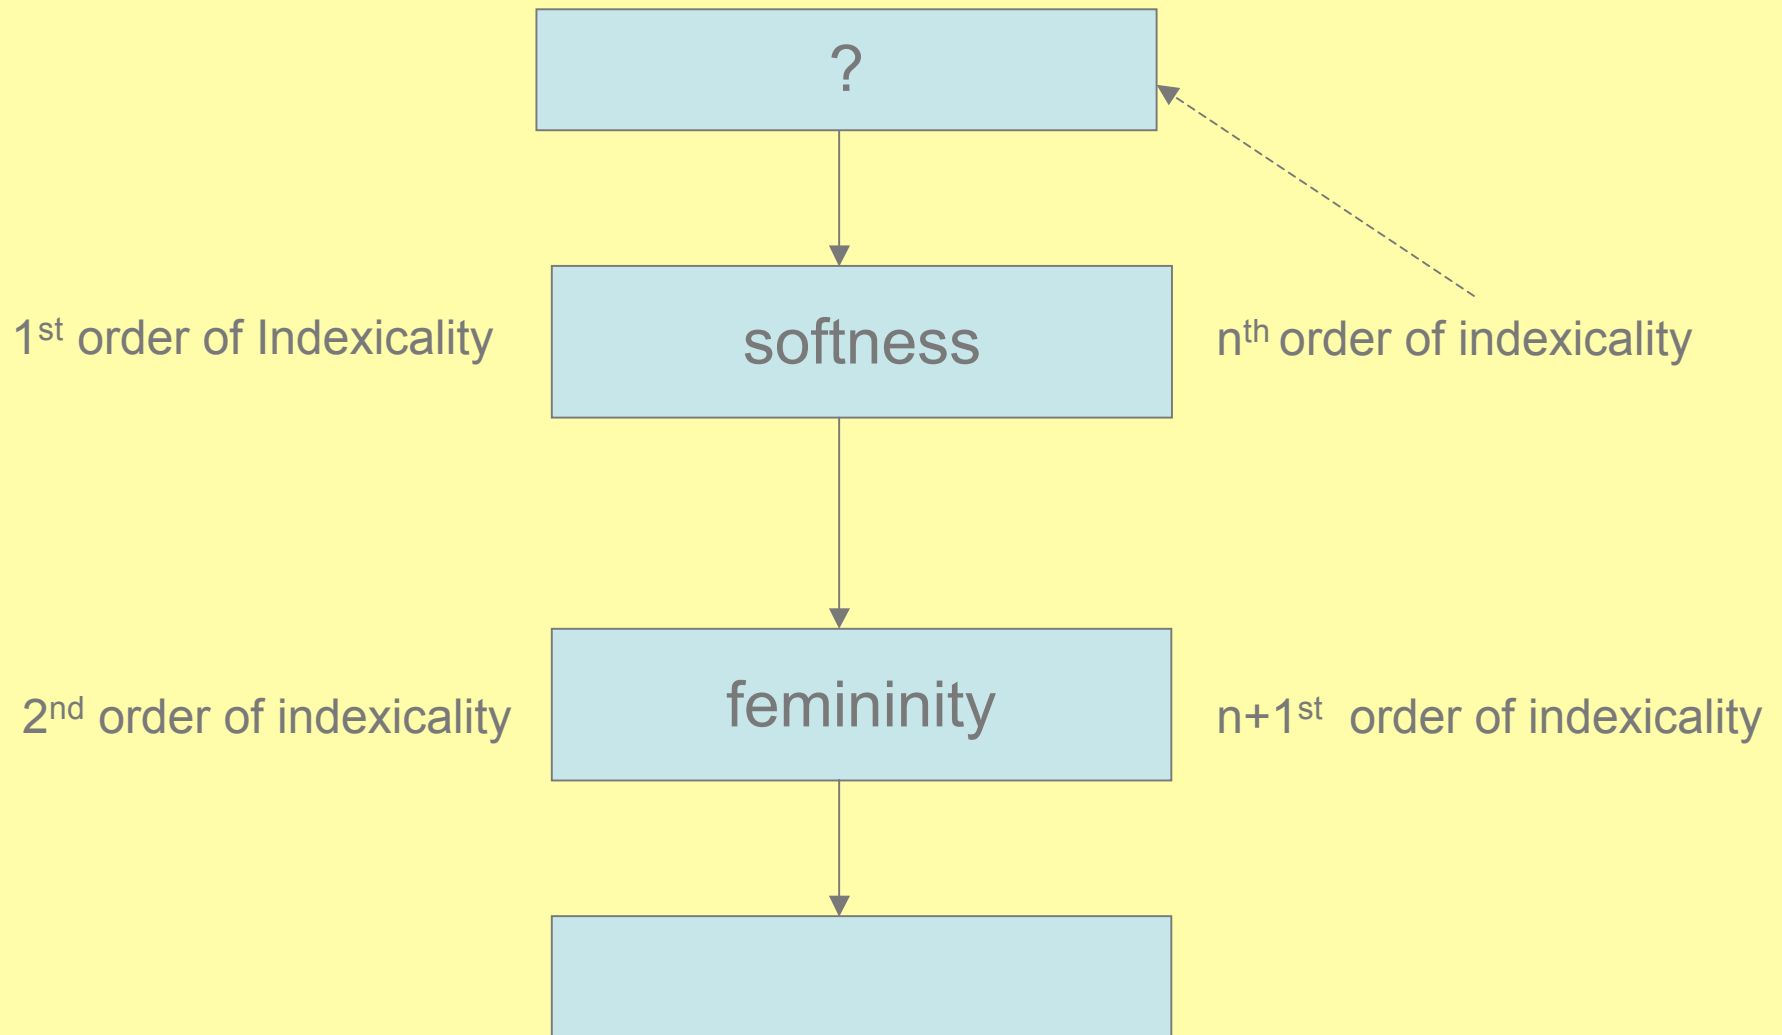 ?
1st order of Indexicality
softness
nth order of indexicality
2nd order of indexicality
femininity
n+1st order of indexicality